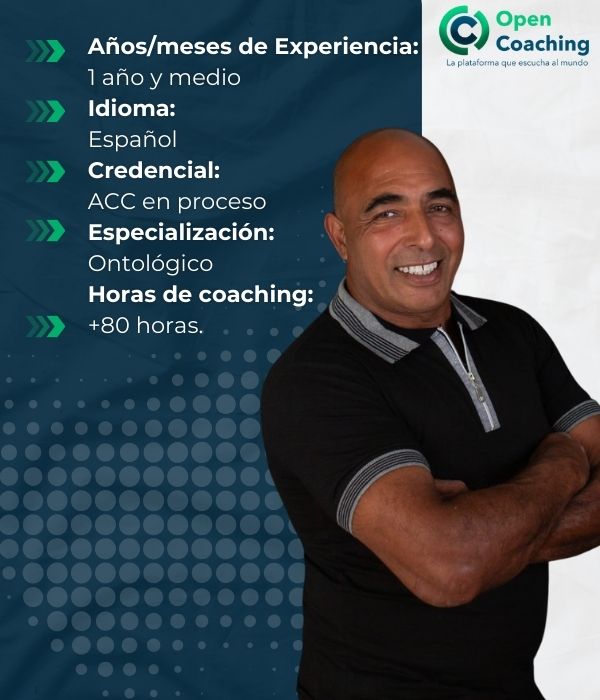 Open
Coaching
La plataforma que escucha al mundo
Años/meses de Experiencia:
1 año y medio
Idioma:
Español
Credencial:
ACC en proceso
Especialización:
Ontológico
Horas de coaching:
+80 horas.